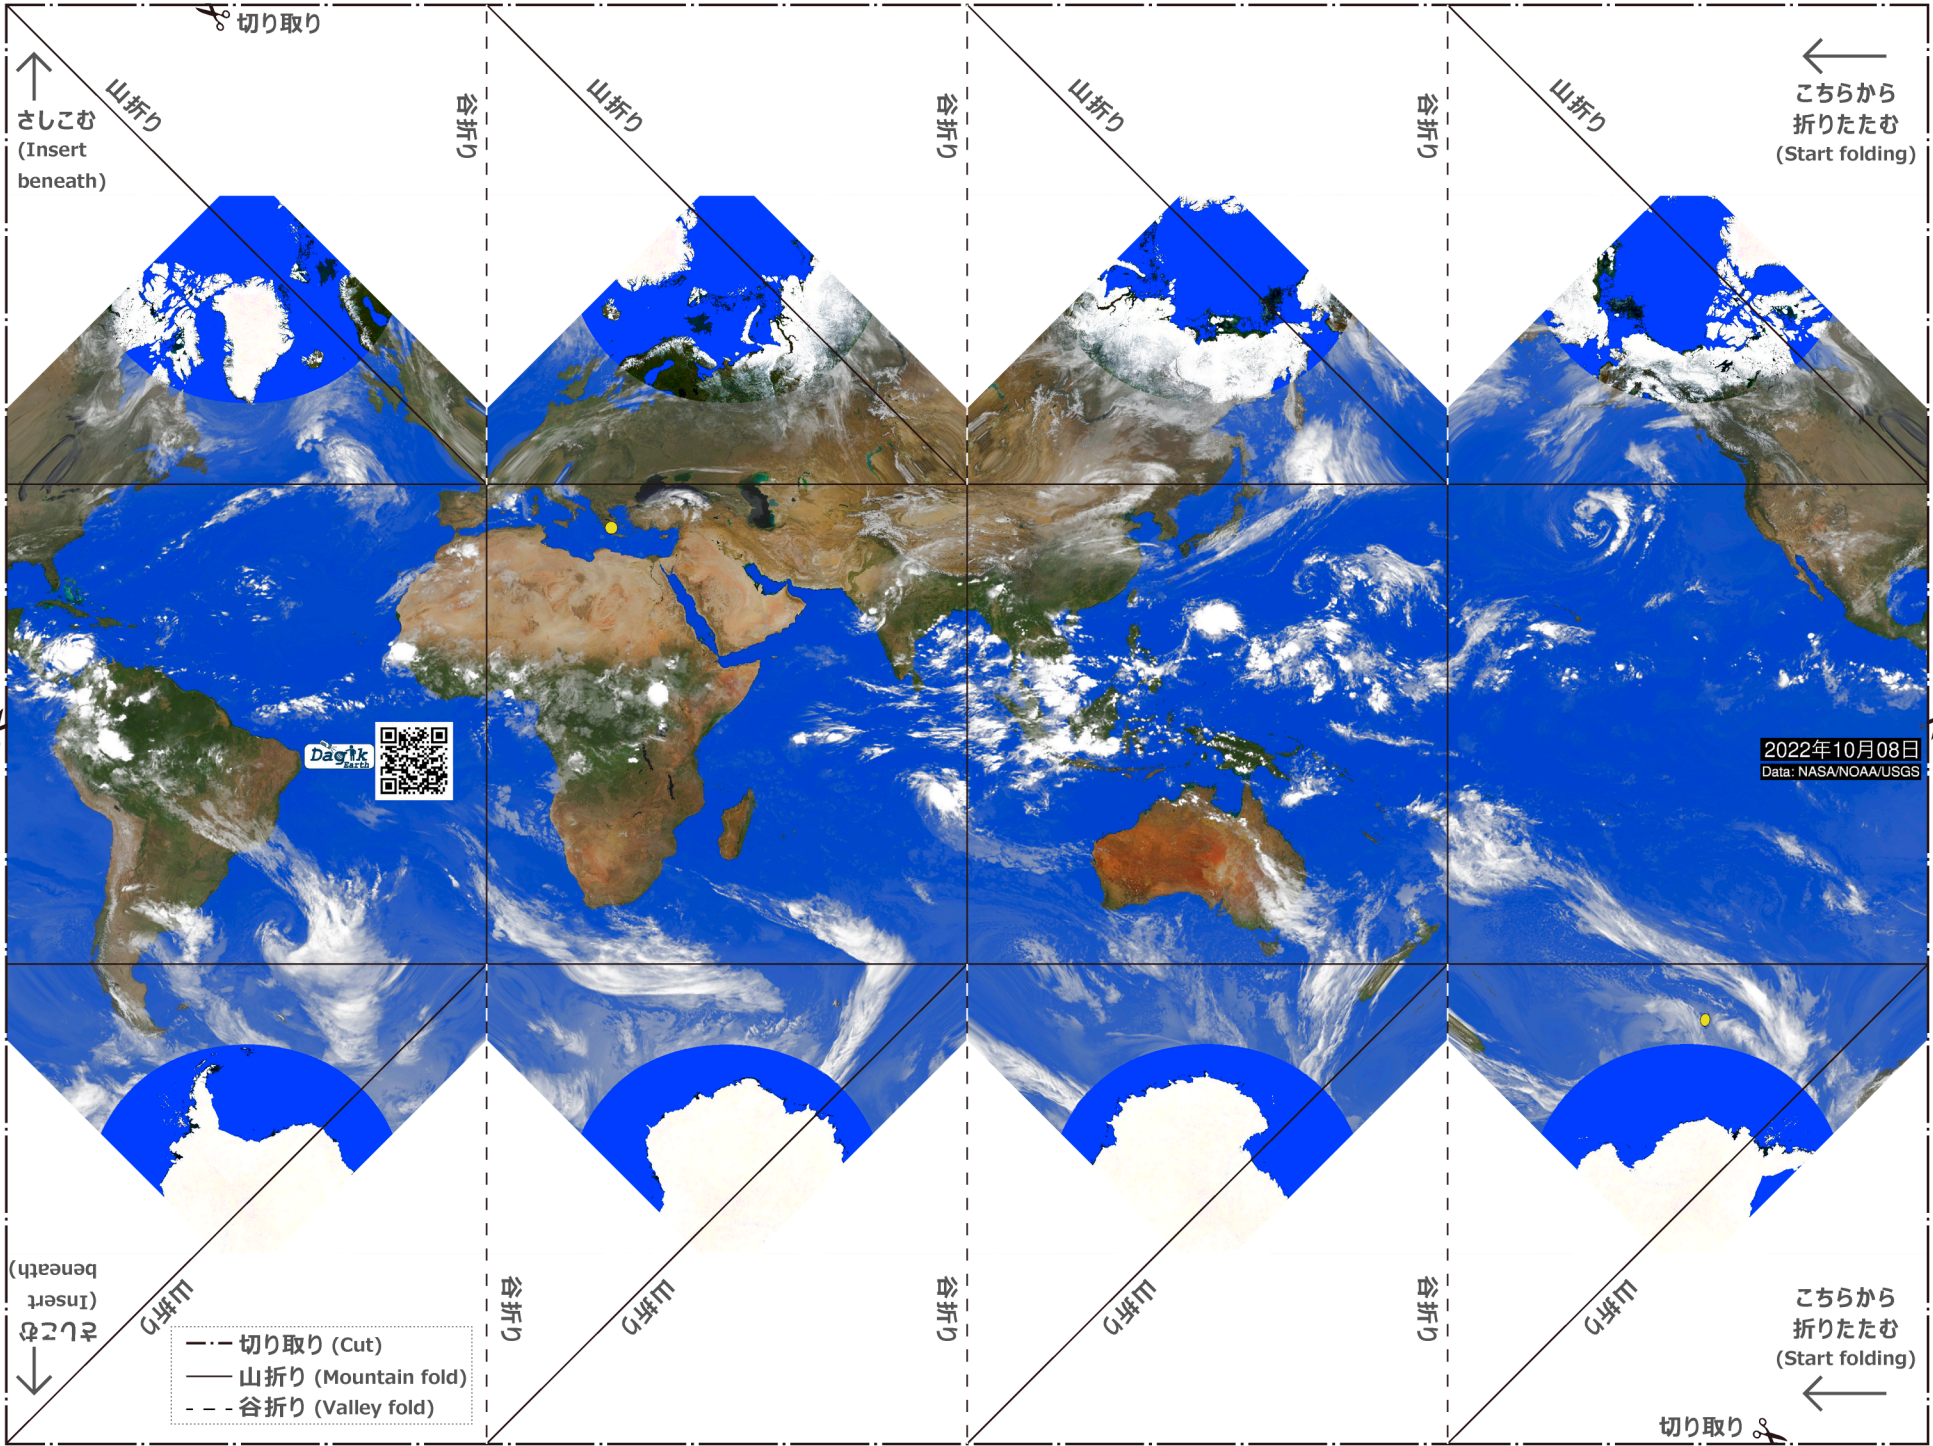 切り取り
山折り
谷折り
山折り
谷折り
山折り
谷折り
山折り
さしこむ
(Insert
beneath)
こちらから
折りたたむ
(Start folding)
Dagik
Earth
2022年10月08日
Data: NASA/NOAA/USGS
さしこむ
(Insert
beneath)
山折り
谷折り
山折り
谷折り
山折り
谷折り
山折り
こちらから
折りたたむ
(Start folding)
切り取り (Cut)
山折り (Mountain fold)
谷折り (Valley fold)
切り取り